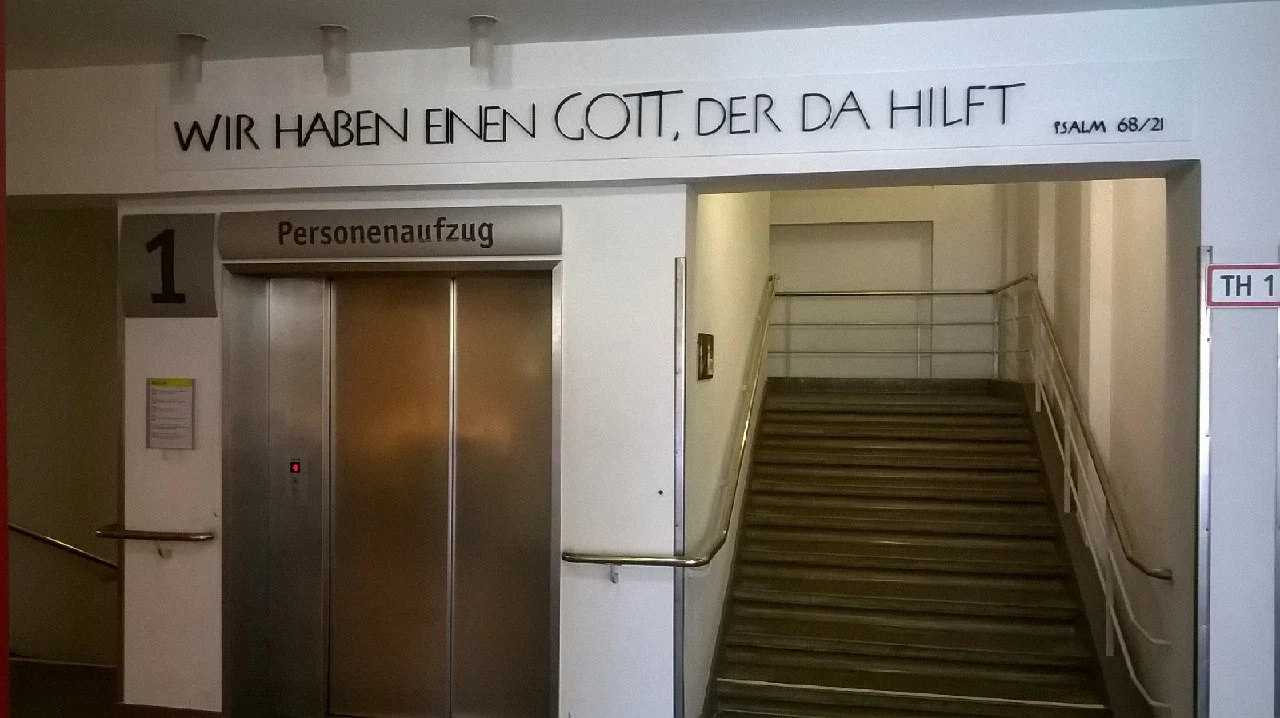 WIR HABEN EINEN GOTT, DER DA HILFT PSALM 68/21
1
Personenaufzug
TH 1